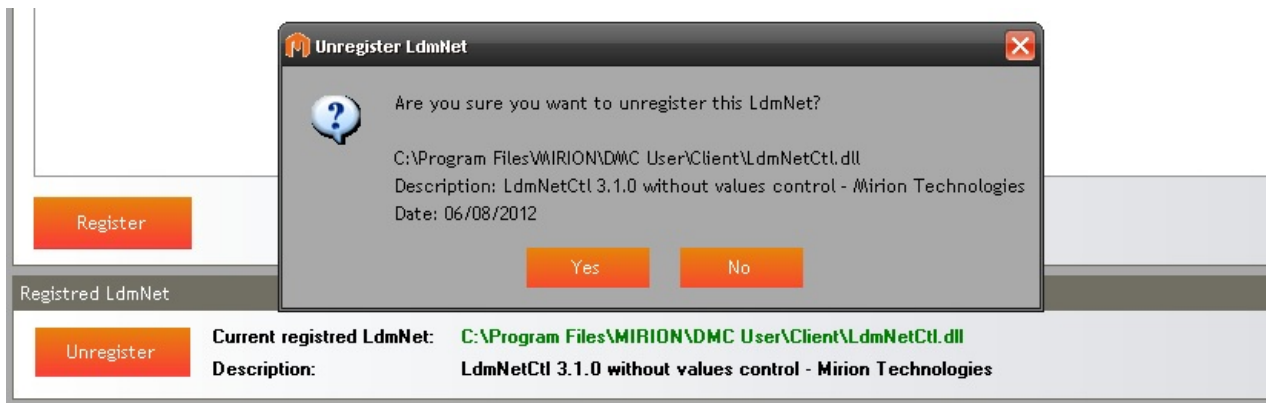 Unregister LdmNet
Are you sure you want to unregister this LdmNet?
C:\Program Files\MIRION\DMC User\Client\LdmNetCtl.dll
Description: LdmNetCtl 3.1.0 without values control - Mirion Technologies
Date: 06/08/2012
Yes No
Register
Registred LdmNet
Unregister
Current registred LdmNet: C:\Program Files\MIRION\DMC User\Client\LdmNetCtl.dll
Description: LdmNetCtl 3.1.0 without values control - Mirion Technologies